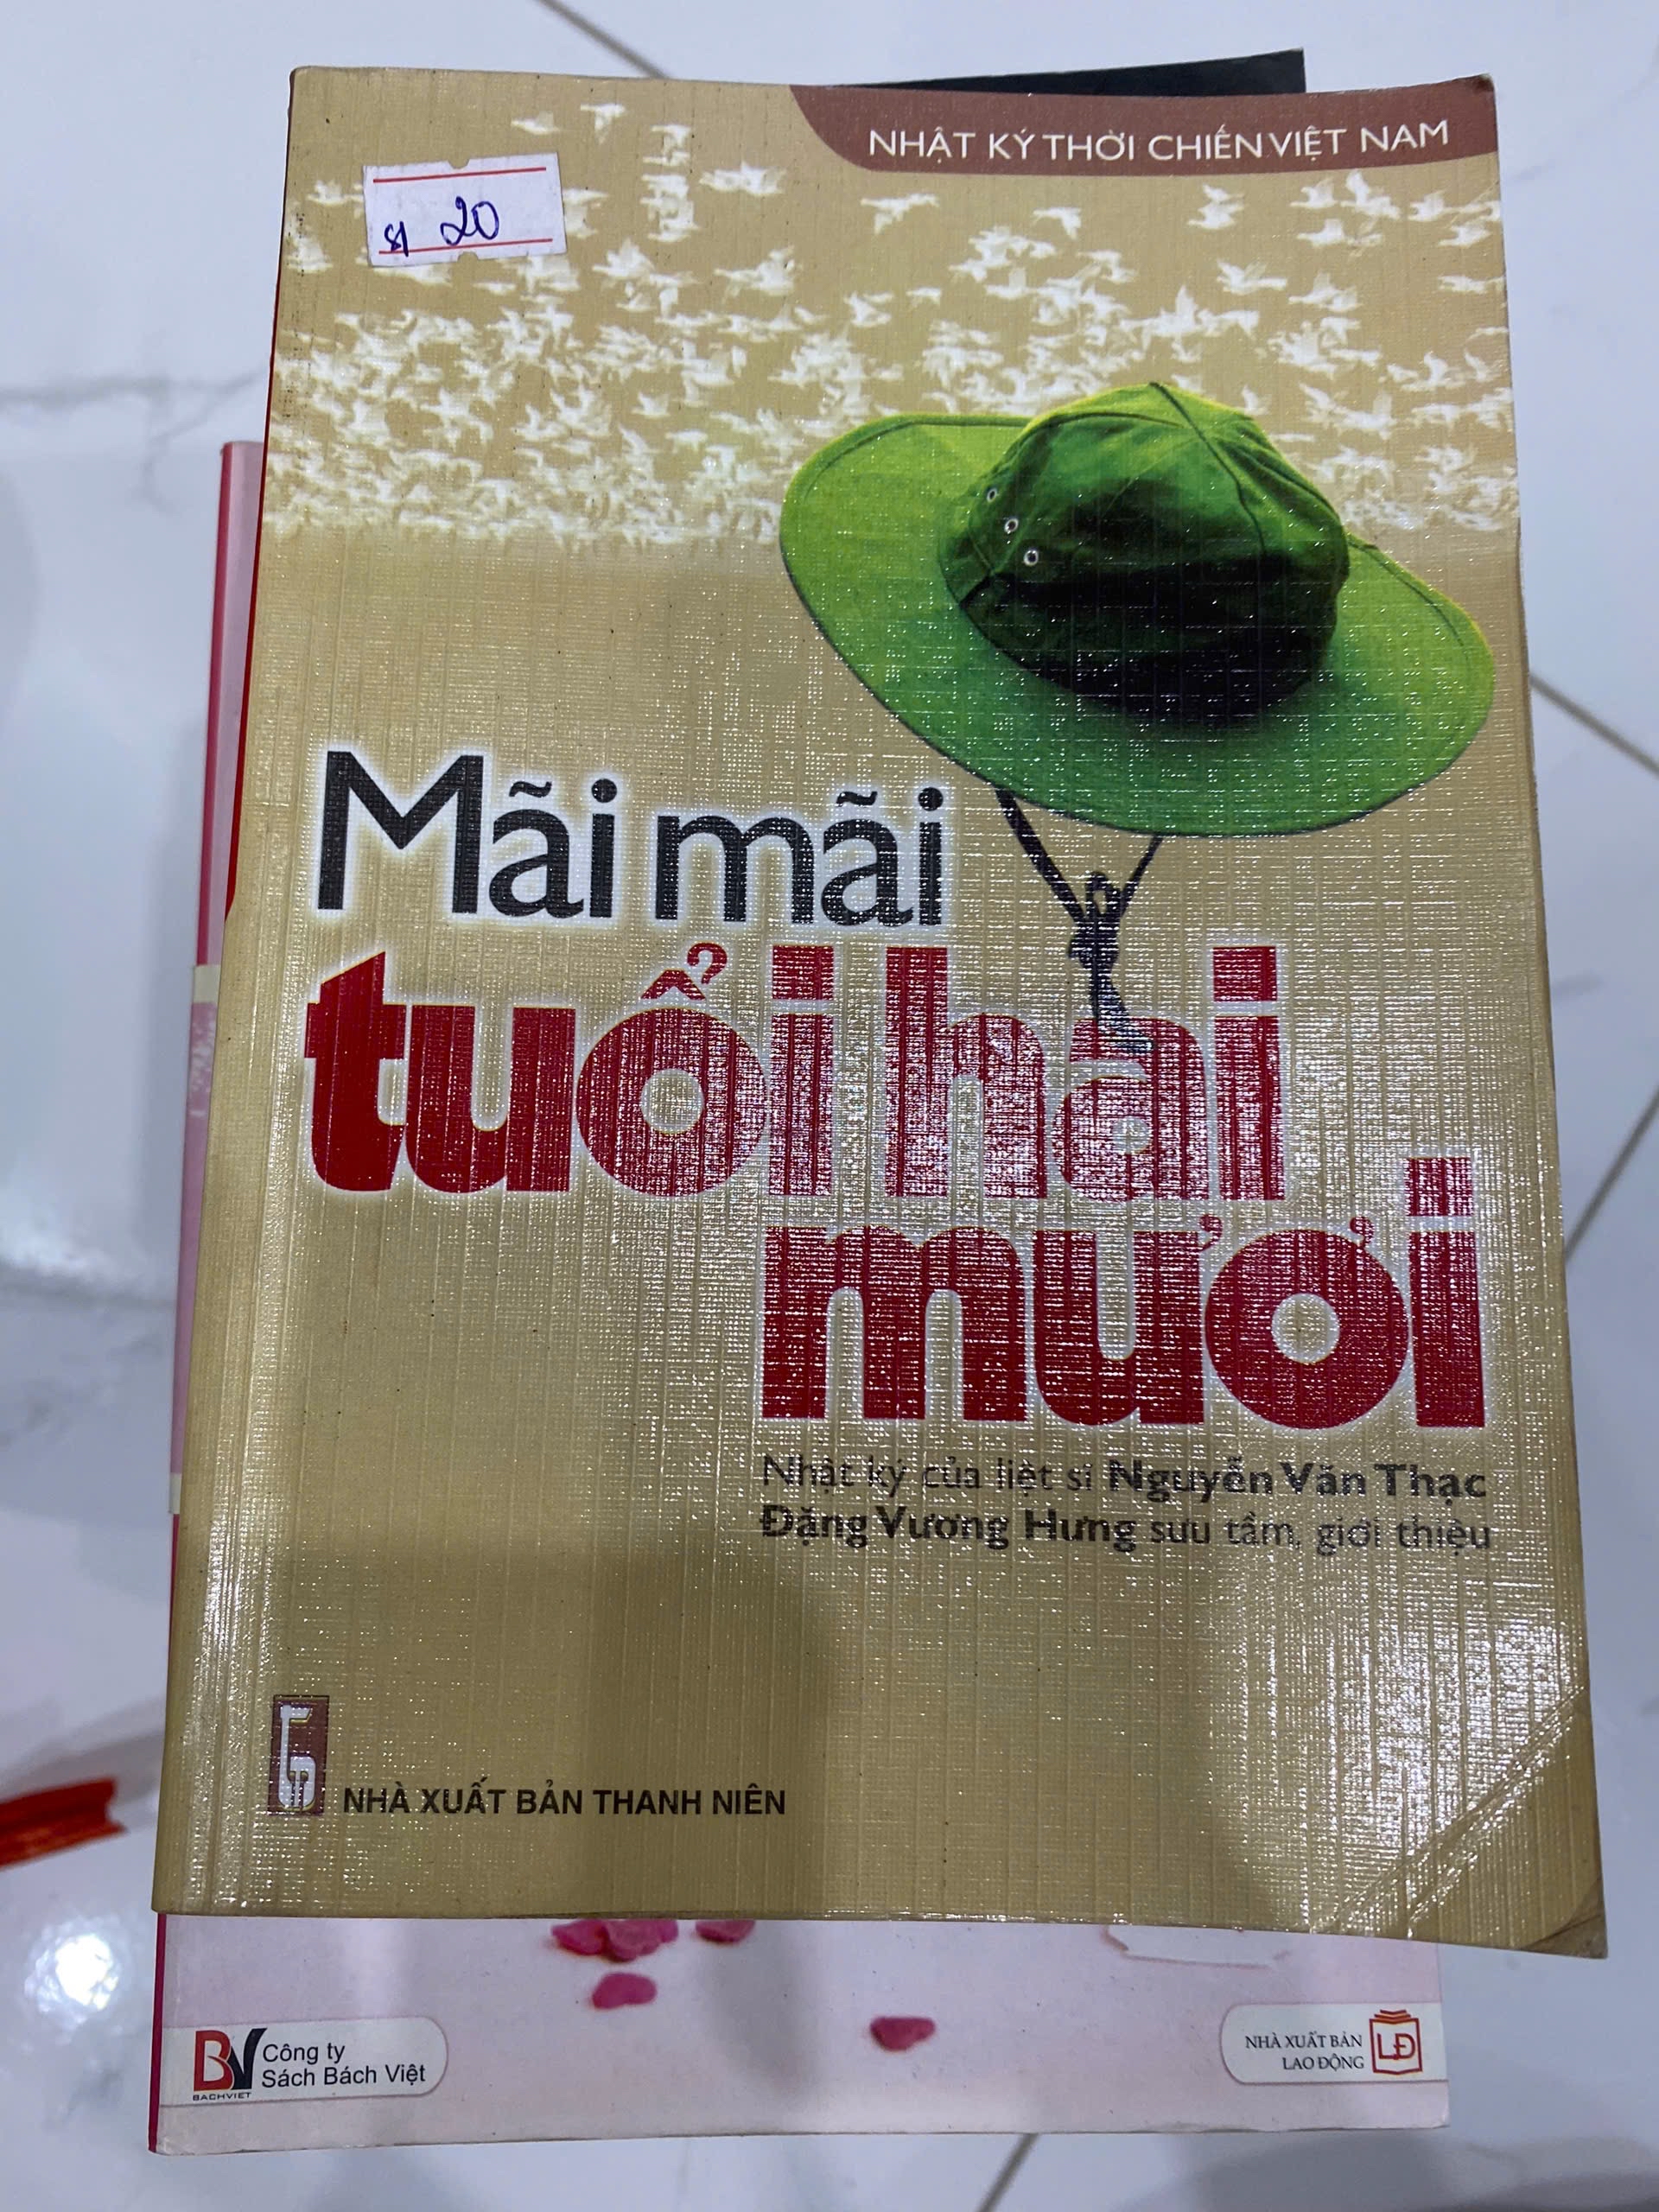 NHẬT KÝ THỜI CHIẾN VIỆT NAM
20
Mãi mãi
tuổi hai
mươi
Nhật ký của liệt sĩ Nguyễn Văn Thạc
Đặng Vương Hưng sưu tầm, giới thiệu
NHÀ XUẤT BẢN THANH NIÊN
BV
BACHVIET
Công ty
Sách Bách Việt
NHÀ XUẤT BẢN
LAO ĐỘNG
LĐ